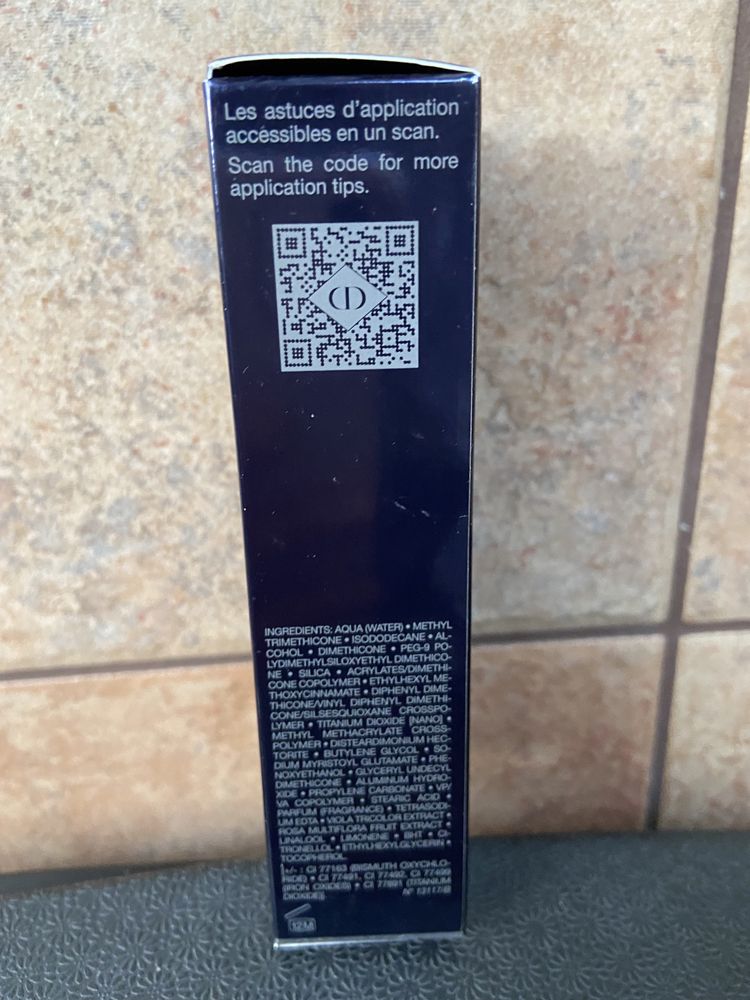 Les astuces d'application
accessibles en un scan.
Scan the code for more
application tips.
CD
INGREDIENTS: AQUA (WATER) • METHYL
TRIMETHICONE • ISODODECANE • AL-
COHOL • DIMETHICONE • PEG-9 PO-
LYDIMETHYLSILOXYETHYL DIMETHICO-
NE • SILICA • ACRYLATES/DIMETHI-
CONE COPOLYMER • ETHYLHEXYL ME-
THOXYCINNAMATE • DIPHENYL DIME-
THICONE/VINYL DIPHENYL DIMETHI-
CONE/SILSESQUIOXANE CROSSPO-
LYMER • TITANIUM DIOXIDE [NANO] •
METHYL METHACRYLATE CROSS-
POLYMER • DISTEARDIMONIUM HEC-
TORITE • BUTYLENE GLYCOL • SO-
DIUM MYRISTOYL GLUTAMATE • PHE-
NOXYETHANOL • GLYCERYL UNDECYL
DIMETHICONE • ALUMINUM HYDRO-
XIDE • PROPYLENE CARBONATE • VP/
VA COPOLYMER • STEARIC ACID •
PARFUM (FRAGRANCE) • TETRASODI-
UM EDTA • VIOLA TRICOLOR EXTRACT •
ROSA MULTIFLORA FRUIT EXTRACT •
LINALOOL • LIMONENE • BHT • CI-
TRONELLOL • ETHYLHEXYLGLYCERIN •
TOCOPHEROL.
+/- : CI 77163 (BISMUTH OXYCHLO-
RIDE) • CI 77491, CI 77492, CI 77499
(IRON OXIDES) • CI 77891 (TITANIUM
DIOXIDE)]
12M